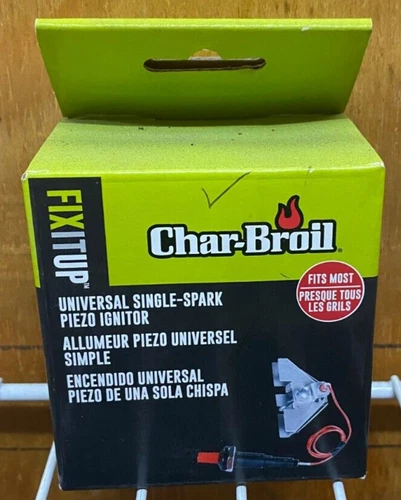 FIX IT UP™
Char-Broil®
FITS MOST
PRESQUE TOUS
LES GRILS
UNIVERSAL SINGLE-SPARK
PIEZO IGNITOR
ALLUMEUR PIEZO UNIVERSEL
SIMPLE
ENCENDIDO UNIVERSAL
PIEZO DE UNA SOLA CHISPA